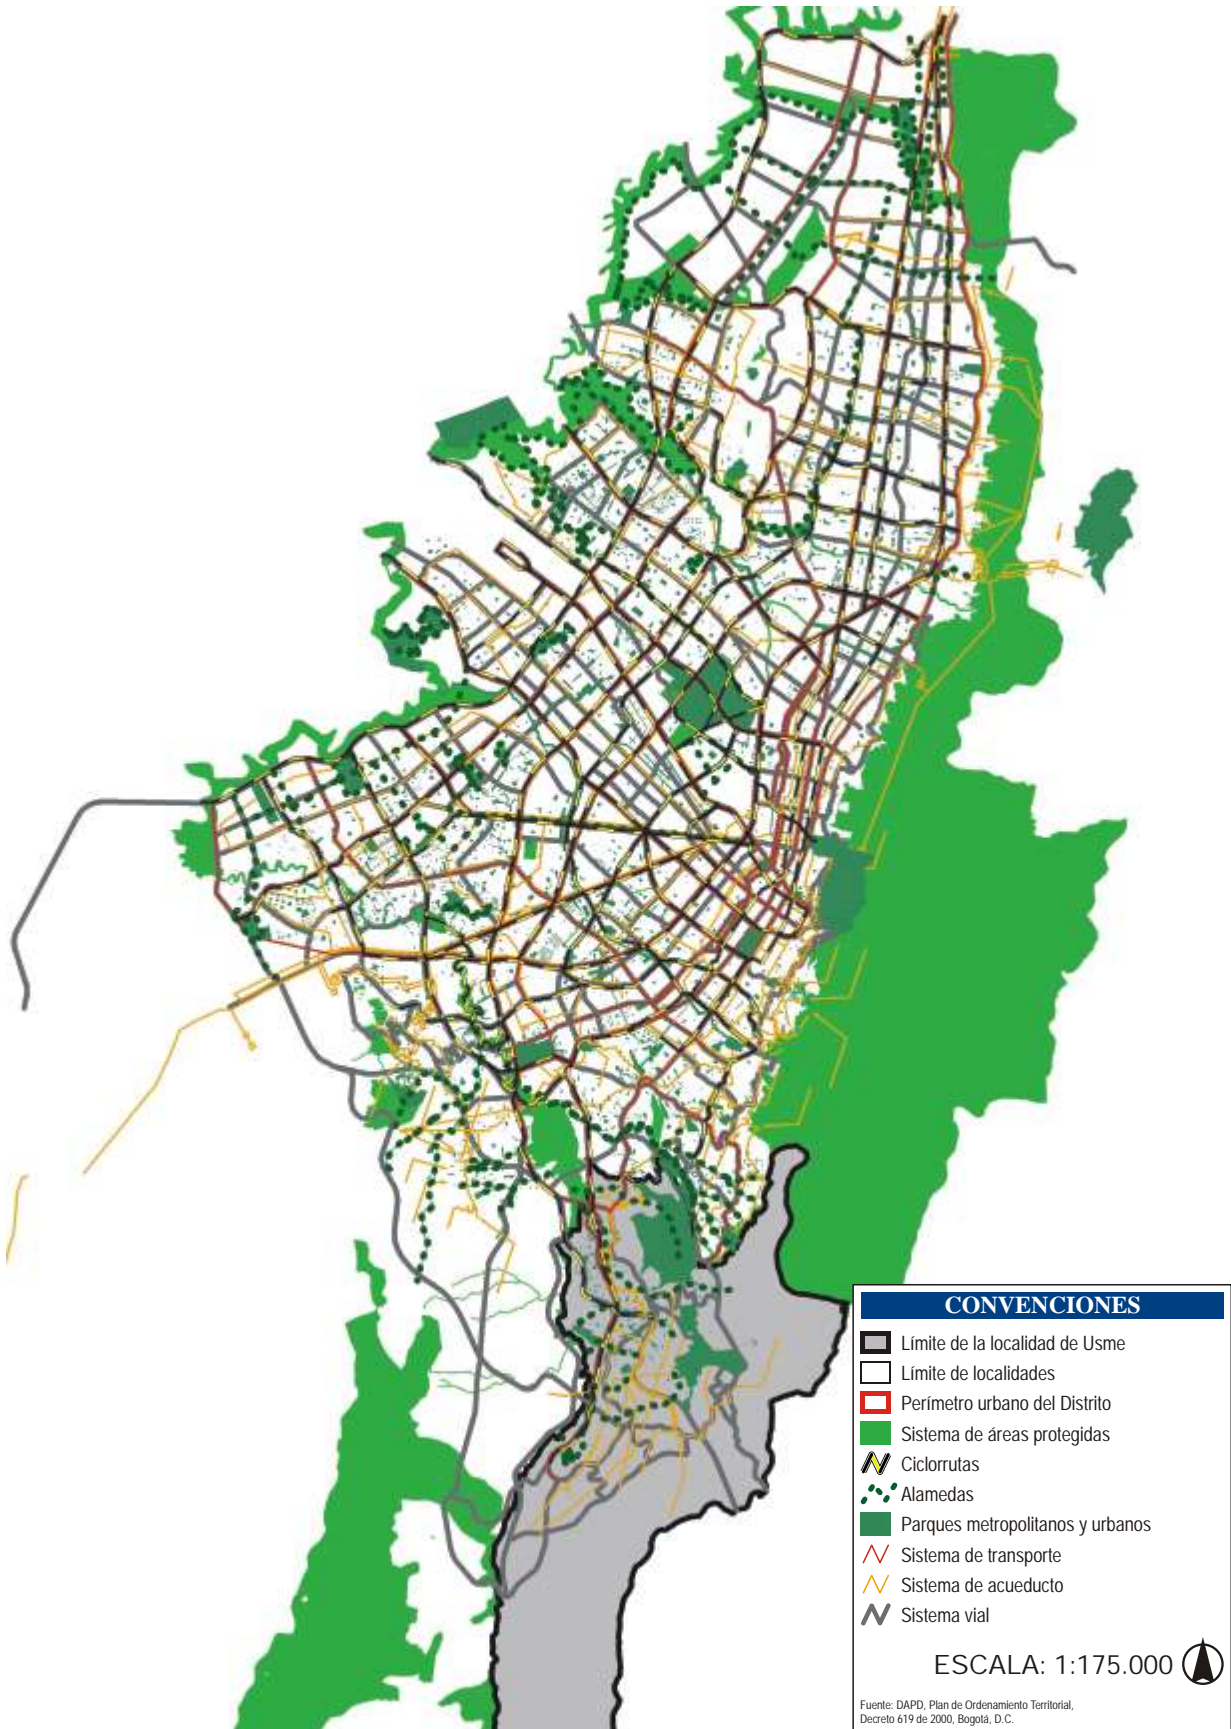 CONVENCIONES
Límite de la localidad de Usme
Límite de localidades
Perímetro urbano del Distrito
Sistema de áreas protegidas
Ciclorrutas
Alamedas
Parques metropolitanos y urbanos
Sistema de transporte
Sistema de acueducto
Sistema vial
ESCALA: 1:175.000
Fuente: DAPD, Plan de Ordenamiento Territorial,
Decreto 619 de 2000, Bogotá, D.C.